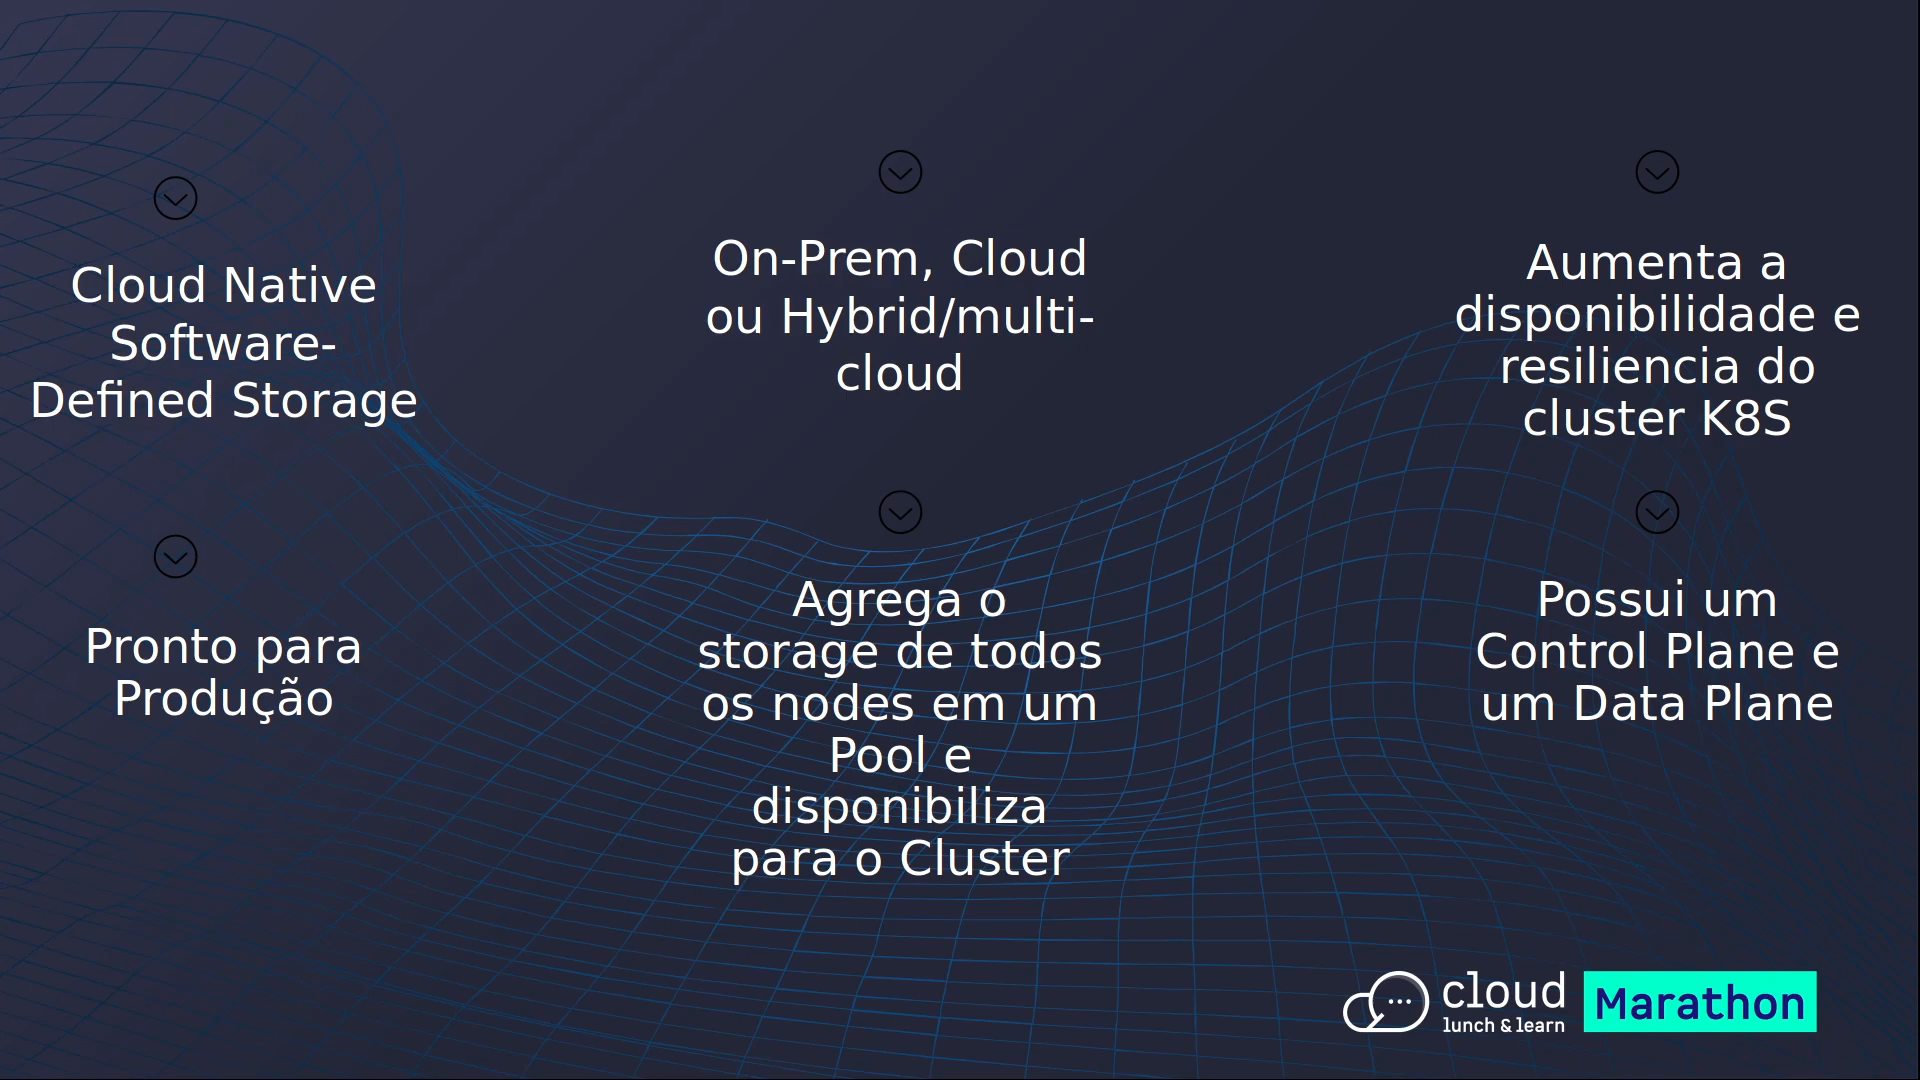 Cloud Native
Software-
Defined Storage
On-Prem, Cloud
ou Hybrid/multi-
cloud
Aumenta a
disponibilidade e
resiliencia do
cluster K8S
Pronto para
Produção
Agrega o
storage de todos
os nodes em um
Pool e
disponibiliza
para o Cluster
Possui um
Control Plane e
um Data Plane
cloud
lunch & learn
Marathon